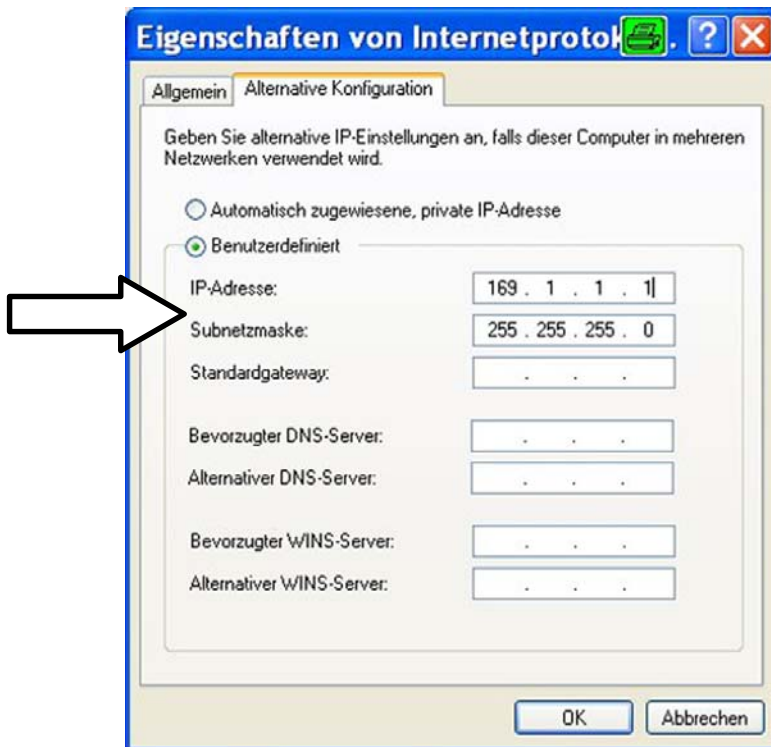 Eigenschaften von Internetprotok . ?
Allgemein
Alternative Konfiguration
Geben Sie alternative IP-Einstellungen an, falls dieser Computer in mehreren
Netzwerken verwendet wird.
Automatisch zugewiesene, private IP-Adresse
Benutzerdefiniert
IP-Adresse: 169 . 1 . 1 . 1
Subnetzmaske: 255 . 255 . 255 . 0
Standardgateway: . . .
Bevorzugter DNS-Server: . . .
Alternativer DNS-Server: . . .
Bevorzugter WINS-Server: . . .
Alternativer WINS-Server: . . .
OK Abbrechen